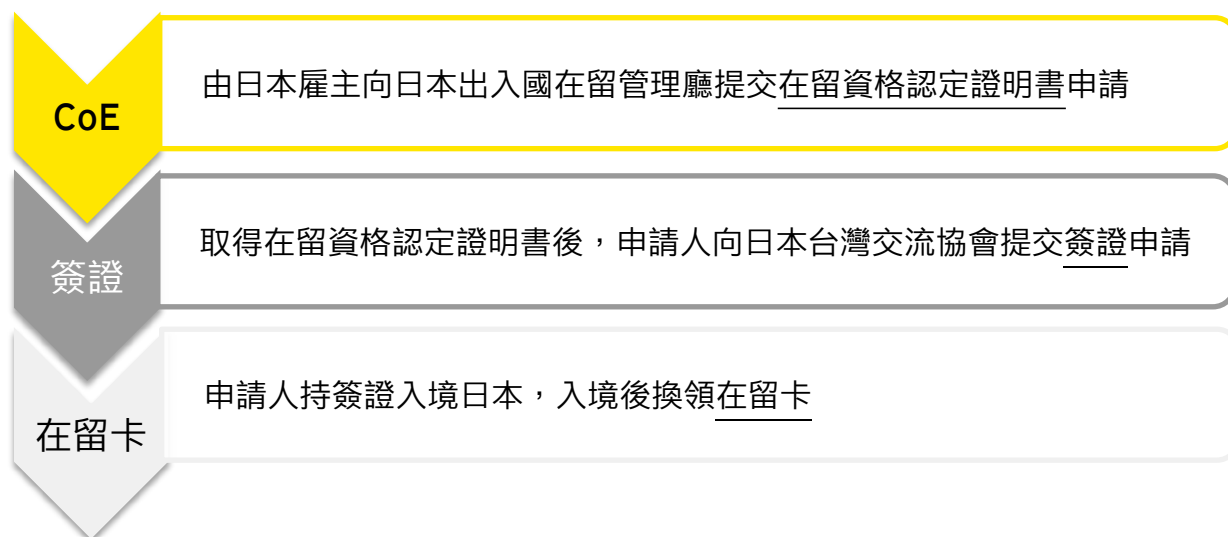 CoE
由日本雇主向日本出入國在留管理廳提交在留資格認定證明書申請
簽證
取得在留資格認定證明書後，申請人向日本台灣交流協會提交簽證申請
在留卡
申請人持簽證入境日本，入境後換領在留卡